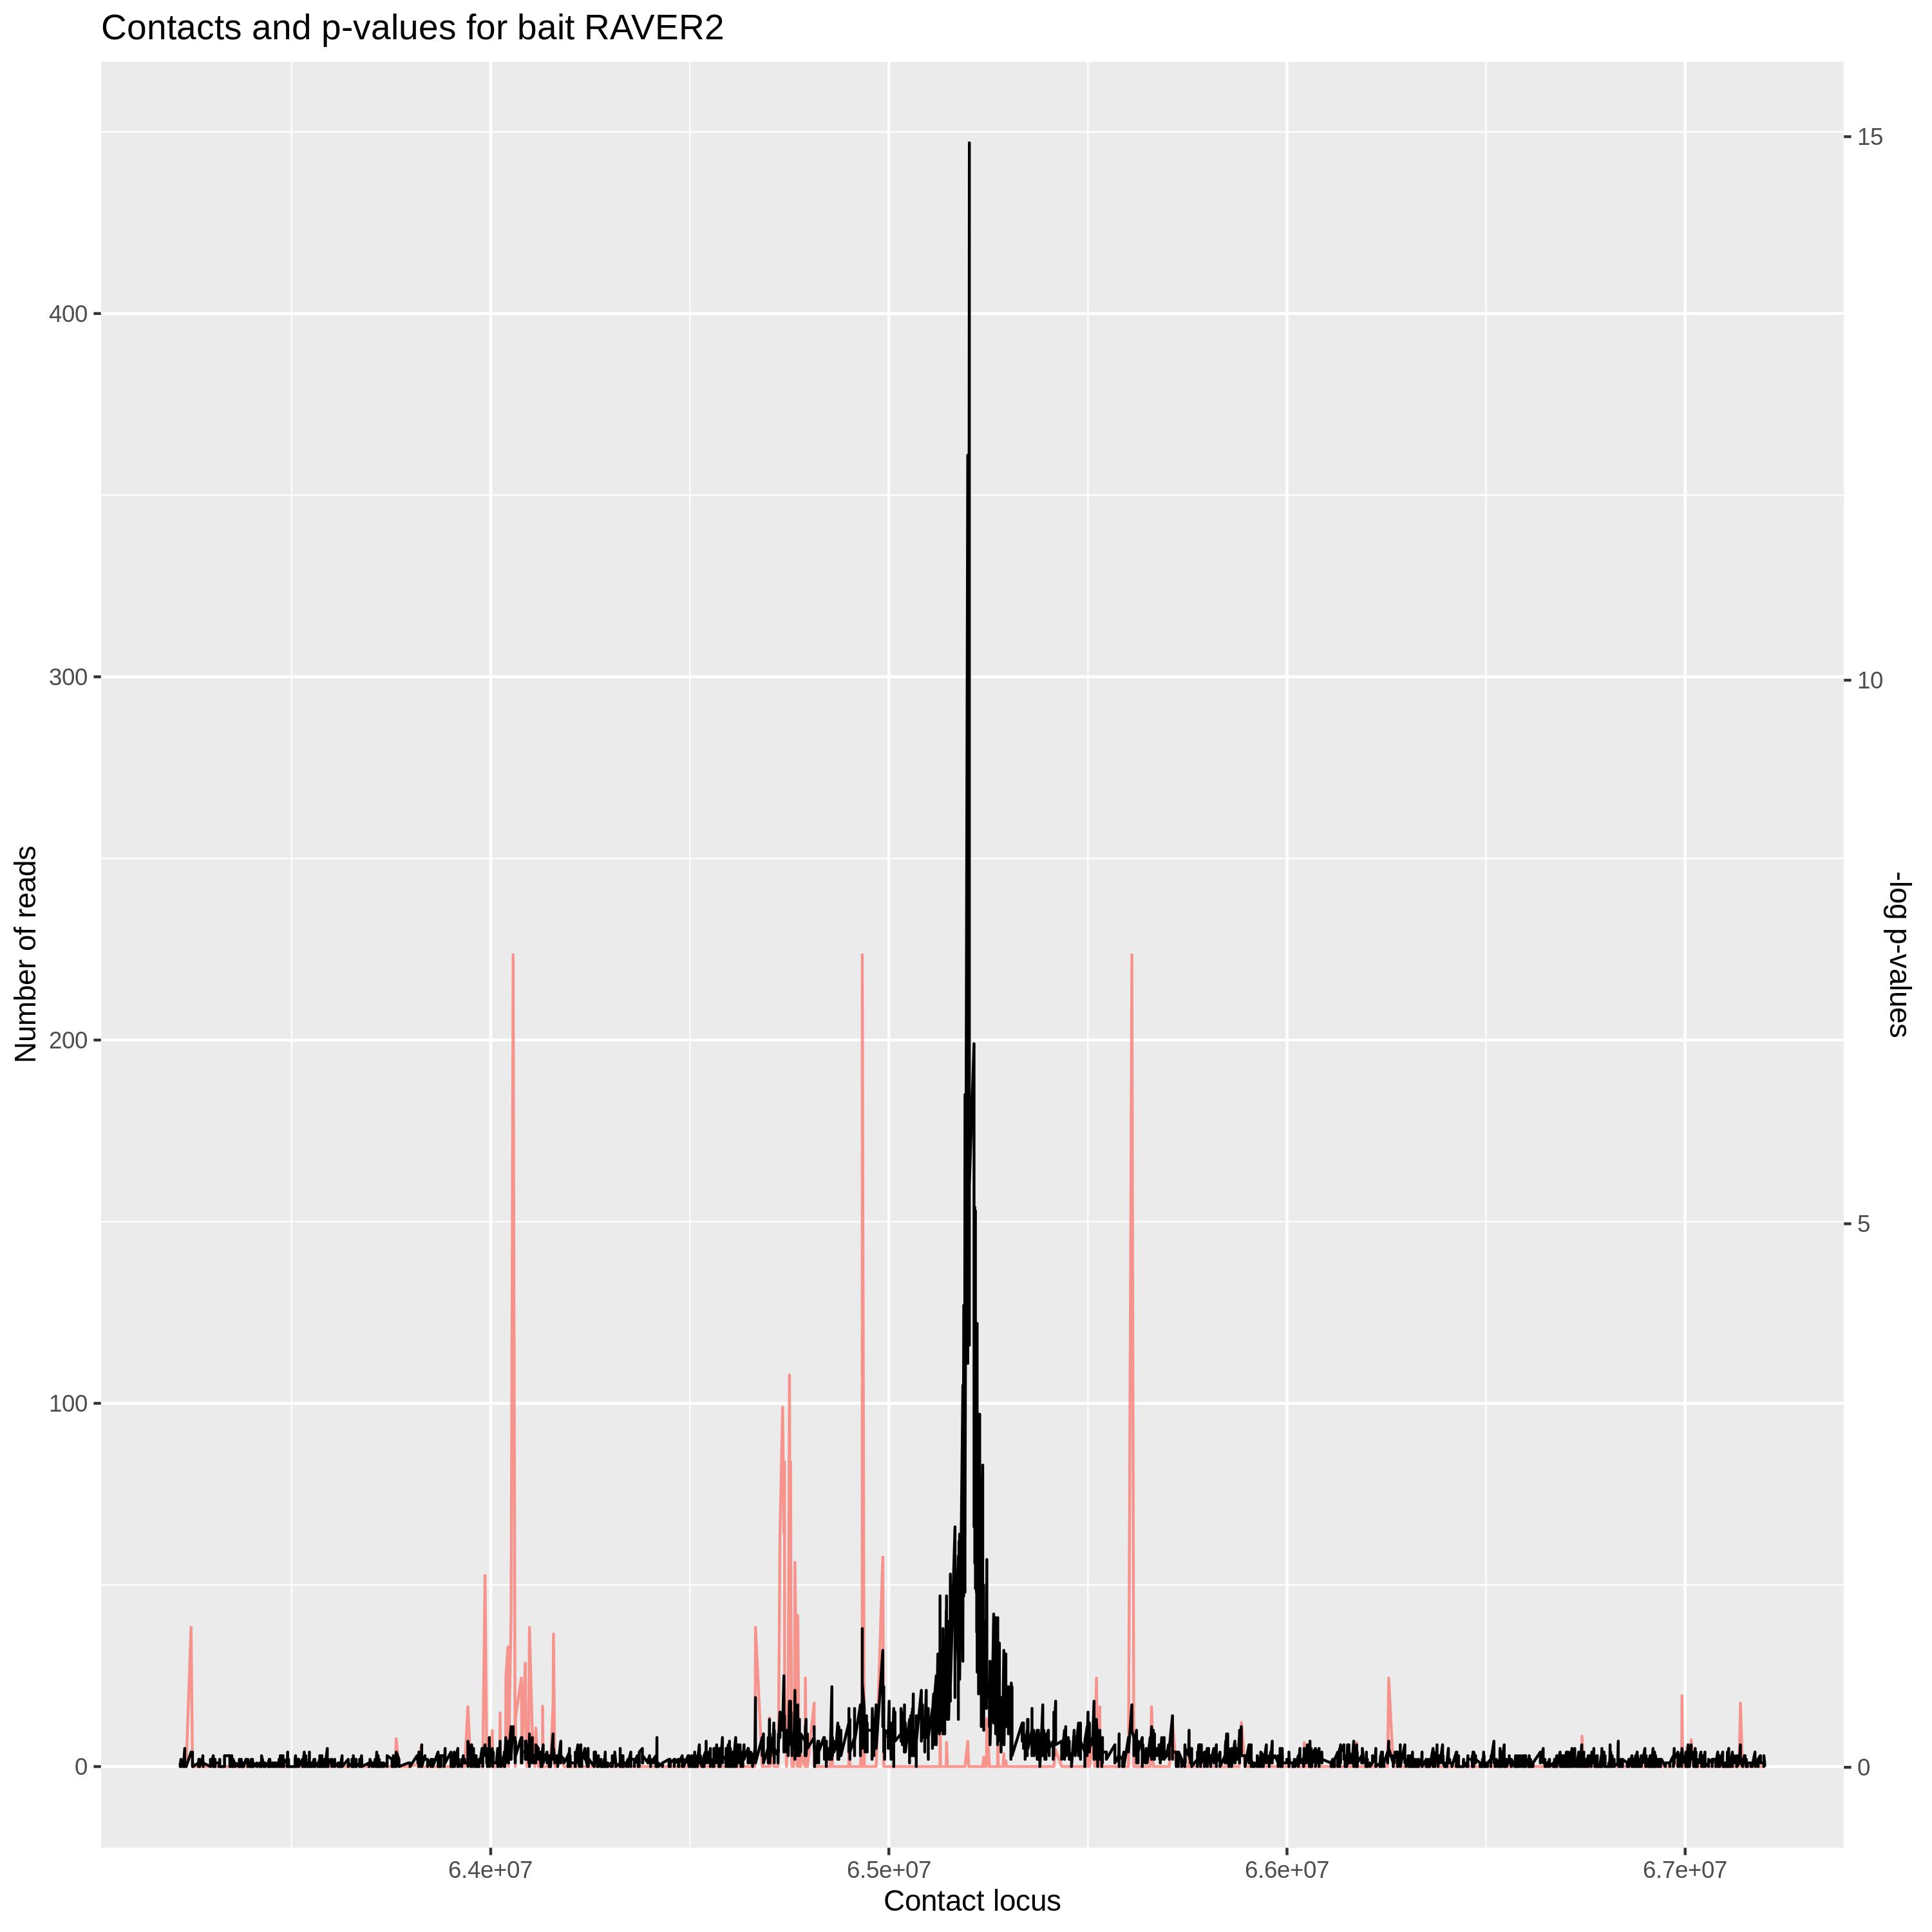 Contacts and p-values for bait RAVER2
400
300
200
100
0
Number of reads
15
10
5
0
-log p-values
6.4e+07 6.5e+07 6.6e+07 6.7e+07
Contact locus